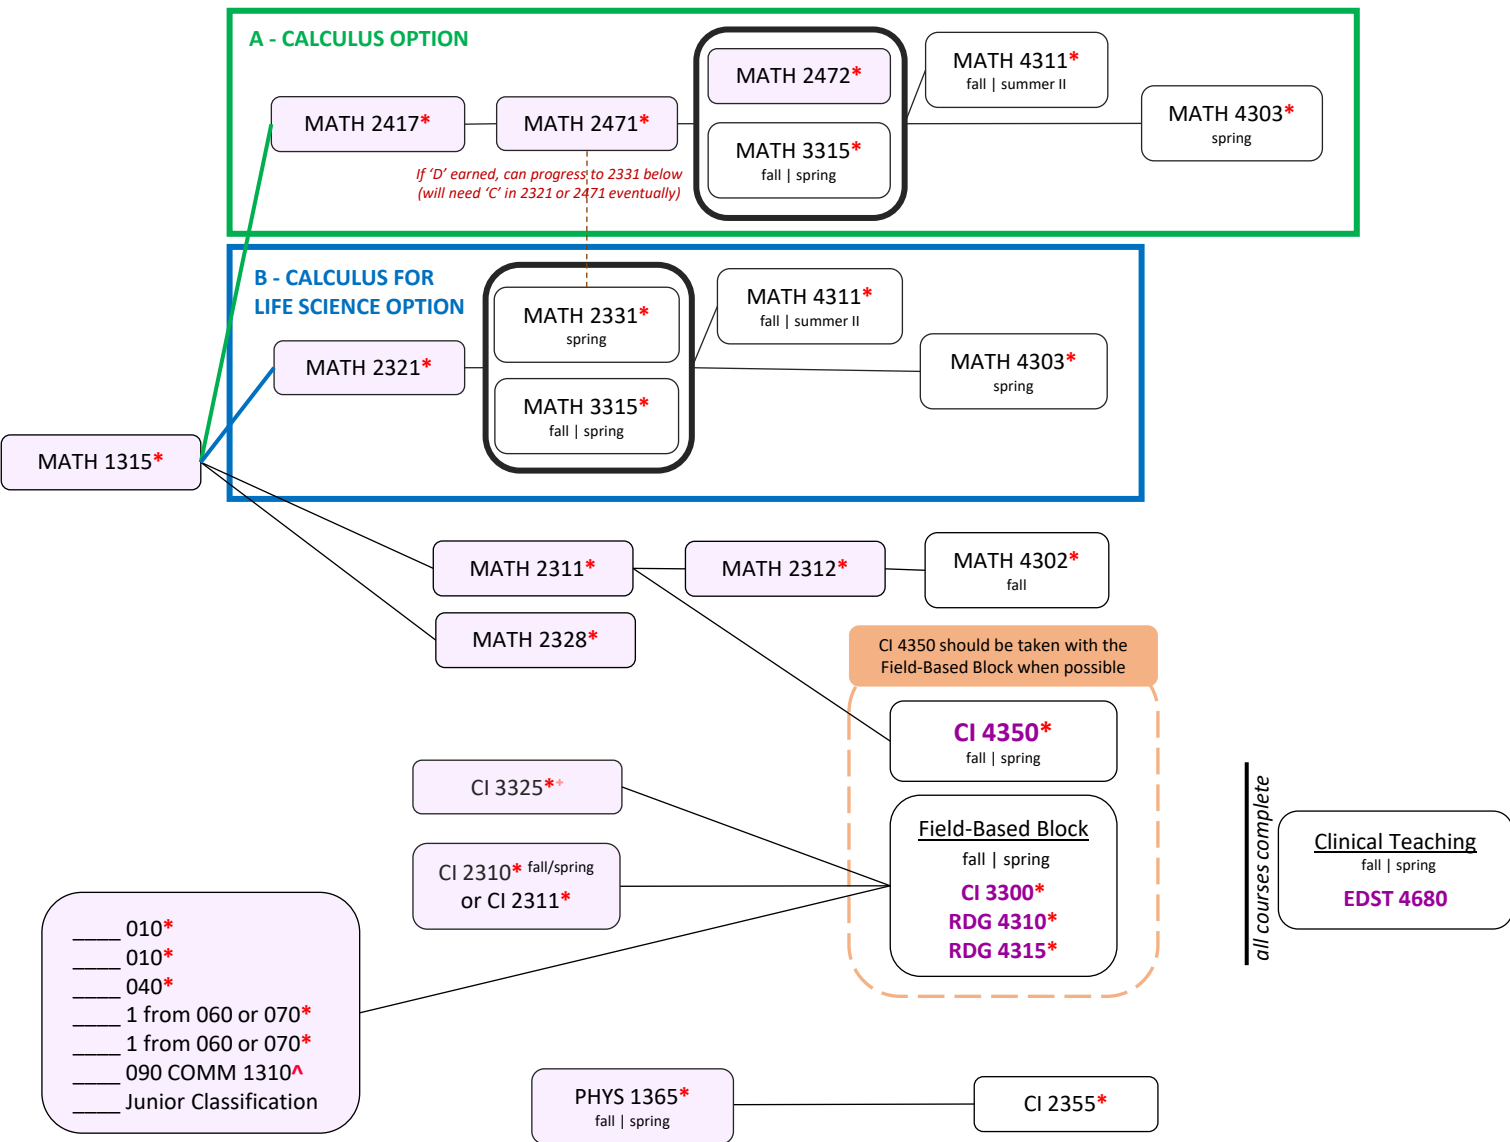 A - CALCULUS OPTION
MATH 2417*
MATH 2471*
If 'D' earned, can progress to 2331 below
(will need 'C' in 2321 or 2471 eventually)
MATH 2472*
MATH 3315*
fall | spring
MATH 4311*
fall | summer II
MATH 4303*
spring
B - CALCULUS FOR
LIFE SCIENCE OPTION
MATH 2321*
MATH 2331*
spring
MATH 3315*
fall | spring
MATH 4311*
fall | summer II
MATH 4303*
spring
MATH 1315*
MATH 2311*
MATH 2312*
MATH 4302*
fall
MATH 2328*
CI 4350 should be taken with the
Field-Based Block when possible
CI 4350*
fall | spring
CI 3325*+
CI 2310* fall/spring
or CI 2311*
Field-Based Block
fall | spring
CI 3300*
RDG 4310*
RDG 4315*
all courses complete
Clinical Teaching
fall | spring
EDST 4680
____ 010*
____ 010*
____ 040*
____ 1 from 060 or 070*
____ 1 from 060 or 070*
____ 090 COMM 1310^
____ Junior Classification
PHYS 1365*
fall | spring
CI 2355*